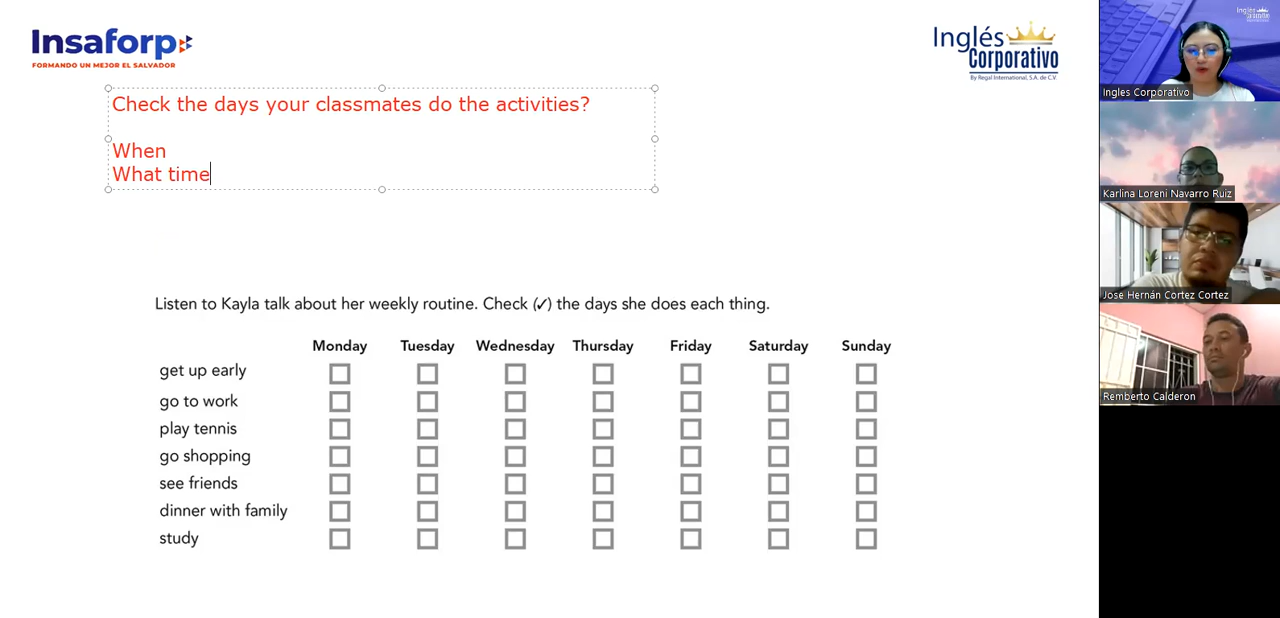 Insaforp
FORMANDO UN MEJOR EL SALVADOR
Inglés
Corporativo
By Regal International, S.A. de C.V.
Check the days your classmates do the activities?
When
What time
Listen to Kayla talk about her weekly routine. Check (✓) the days she does each thing.
Monday Tuesday Wednesday Thursday Friday Saturday Sunday
get up early
go to work
play tennis
go shopping
see friends
dinner with family
study
Ingles Corporativo
Karlina Loreni Navarro Ruiz
José Hernán Cortez Cortez
Remberto Calderon